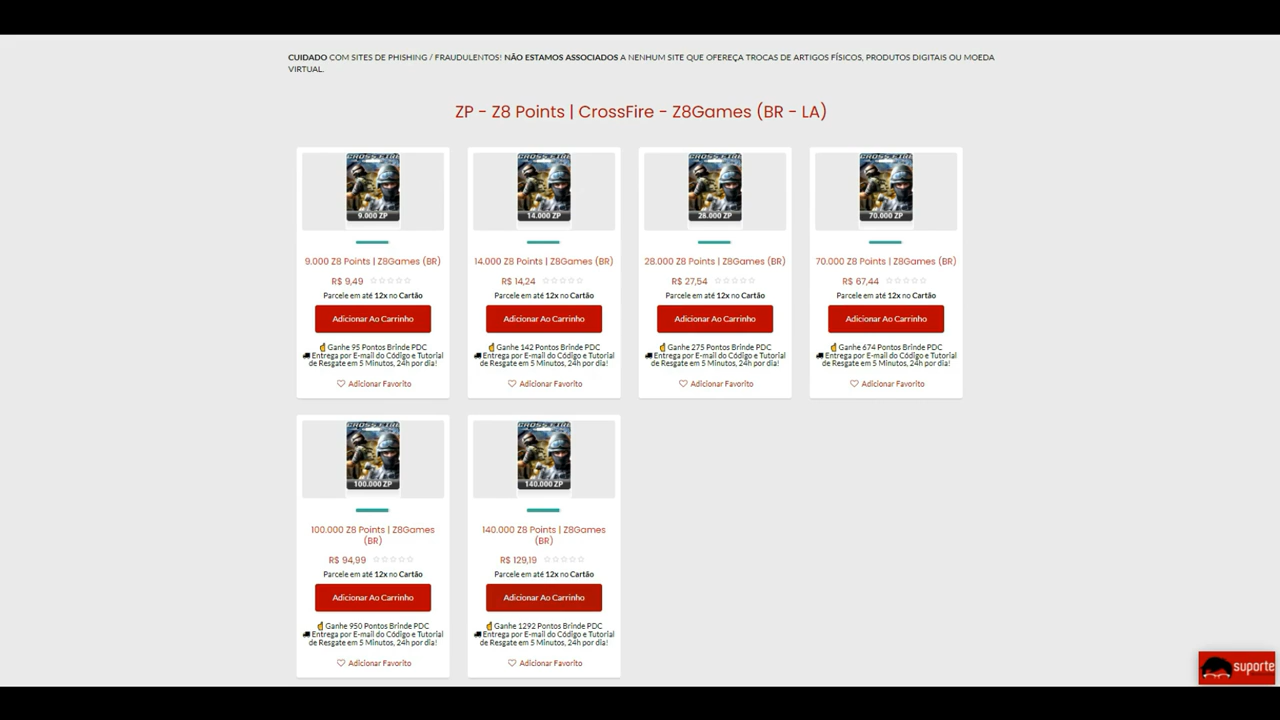 CUIDADO COM SITES DE PHISHING / FRAUDULENTOS! NÃO ESTAMOS ASSOCIADOS A NENHUM SITE QUE OFEREÇA TROCAS DE ARTIGOS FÍSICOS, PRODUTOS DIGITAIS OU MOEDA
VIRTUAL.
ZP - Z8 Points | CrossFire - Z8Games (BR - LA)
CROSS FIRE
9.000 ZP
9.000 Z8 Points | Z8Games (BR)
R$ 9,49
Parcele em até 12x no Cartão
Adicionar Ao Carrinho
Ganhe 95 Pontos Brinde PDC
Entrega por E-mail do Código e Tutorial
de Resgate em 5 Minutos, 24h por dia!
Adicionar Favorito
CROSS FIRE
14.000 ZP
14.000 Z8 Points | Z8Games (BR)
R$ 14,24
Parcele em até 12x no Cartão
Adicionar Ao Carrinho
Ganhe 142 Pontos Brinde PDC
Entrega por E-mail do Código e Tutorial
de Resgate em 5 Minutos, 24h por dia!
Adicionar Favorito
CROSS FIRE
28.000 ZP
28.000 Z8 Points | Z8Games (BR)
R$ 27,54
Parcele em até 12x no Cartão
Adicionar Ao Carrinho
Ganhe 275 Pontos Brinde PDC
Entrega por E-mail do Código e Tutorial
de Resgate em 5 Minutos, 24h por dia!
Adicionar Favorito
CROSS FIRE
70.000 ZP
70.000 Z8 Points | Z8Games (BR)
R$ 67,44
Parcele em até 12x no Cartão
Adicionar Ao Carrinho
Ganhe 674 Pontos Brinde PDC
Entrega por E-mail do Código e Tutorial
de Resgate em 5 Minutos, 24h por dia!
Adicionar Favorito
CROSS FIRE
100.000 ZP
100.000 Z8 Points | Z8Games
(BR)
R$ 94,99
Parcele em até 12x no Cartão
Adicionar Ao Carrinho
Ganhe 950 Pontos Brinde PDC
Entrega por E-mail do Código e Tutorial
de Resgate em 5 Minutos, 24h por dia!
Adicionar Favorito
CROSS FIRE
140.000 ZP
140.000 Z8 Points | Z8Games
(BR)
R$ 129,19
Parcele em até 12x no Cartão
Adicionar Ao Carrinho
Ganhe 1292 Pontos Brinde PDC
Entrega por E-mail do Código e Tutorial
de Resgate em 5 Minutos, 24h por dia!
Adicionar Favorito
suporte